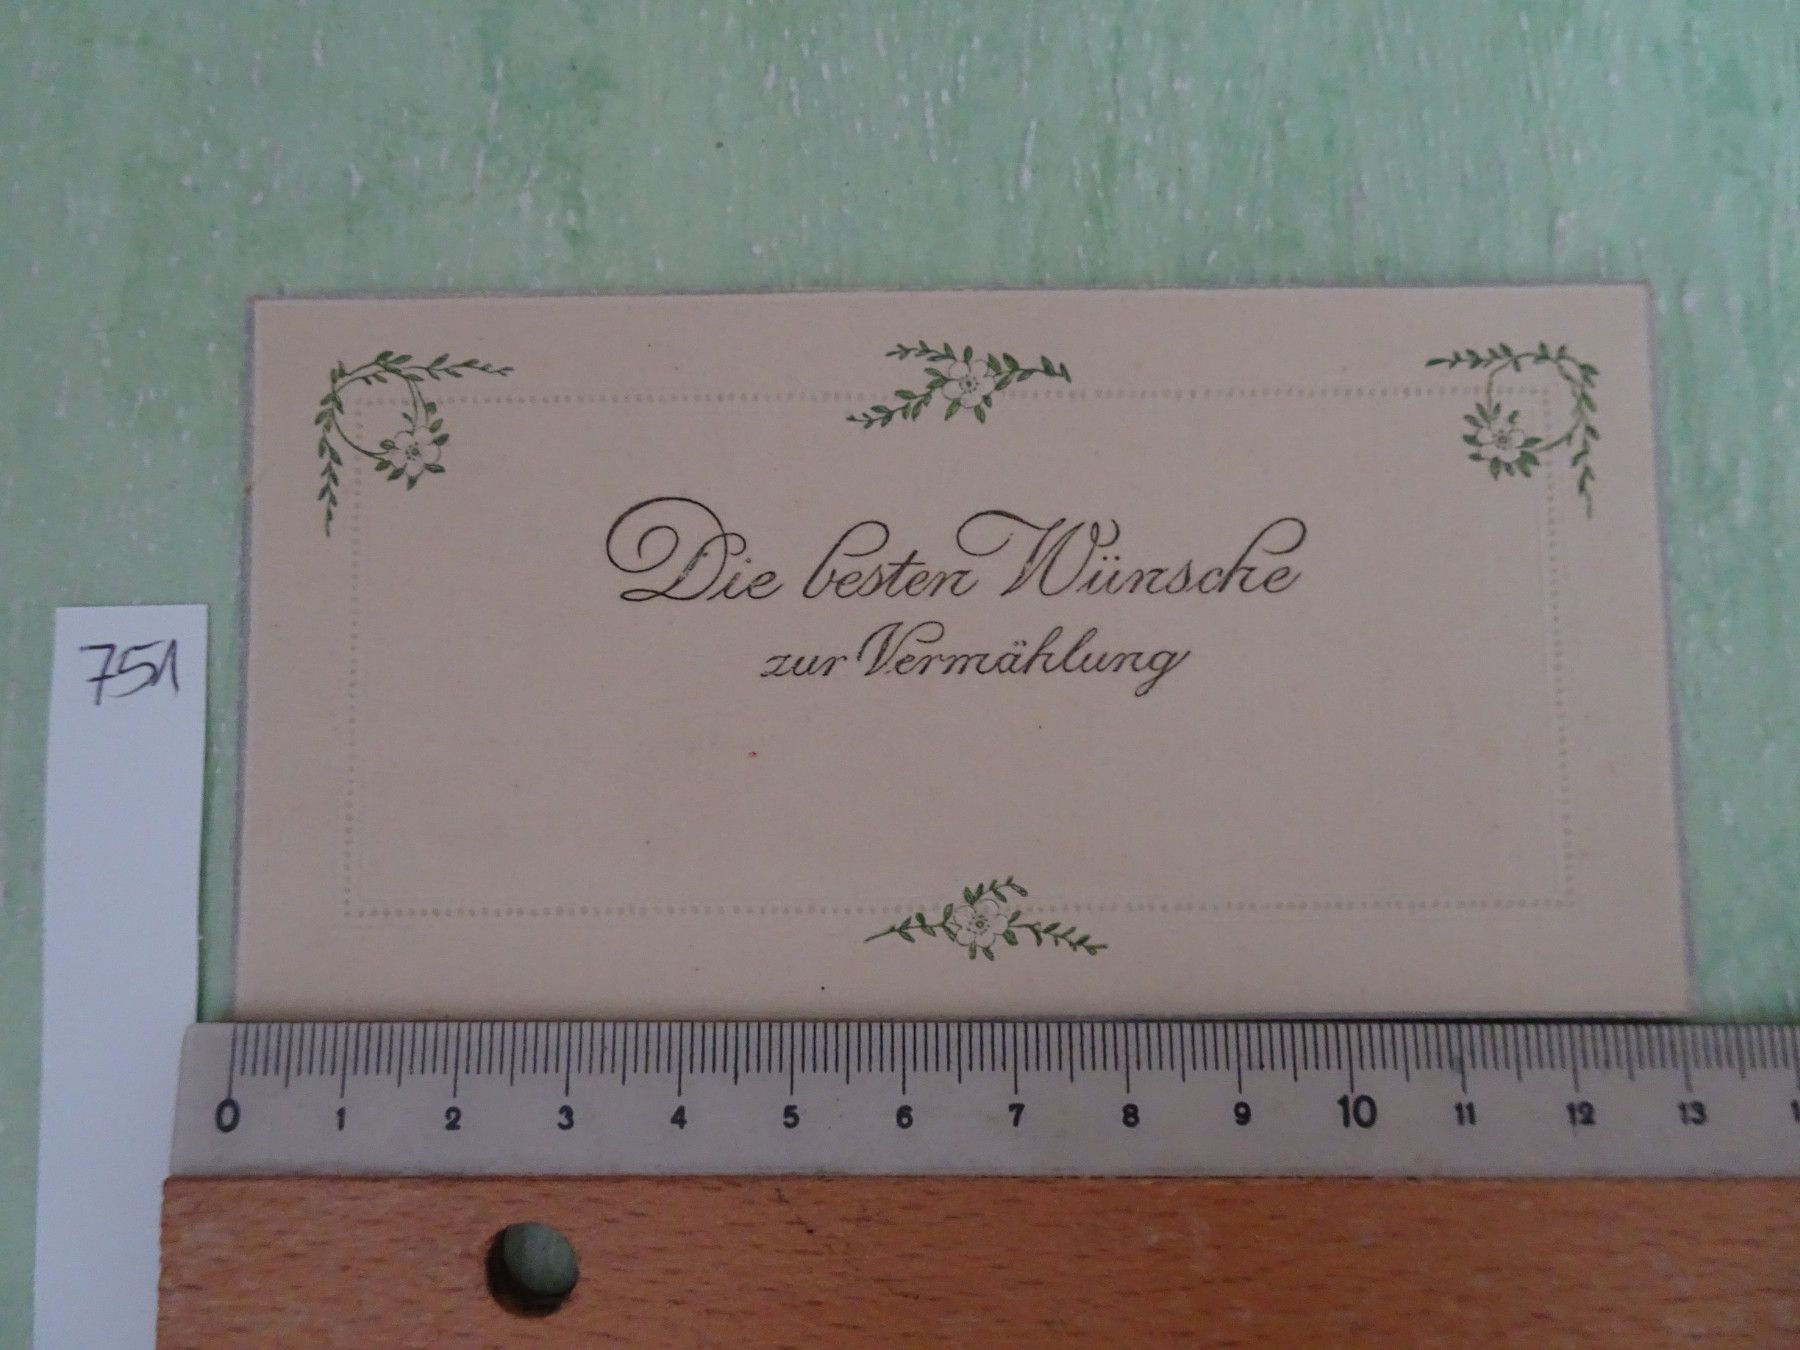 Die besten Wünsche
zur Vermählung
751
0 1 2 3 4 5 6 7 8 9 10 11 12 13